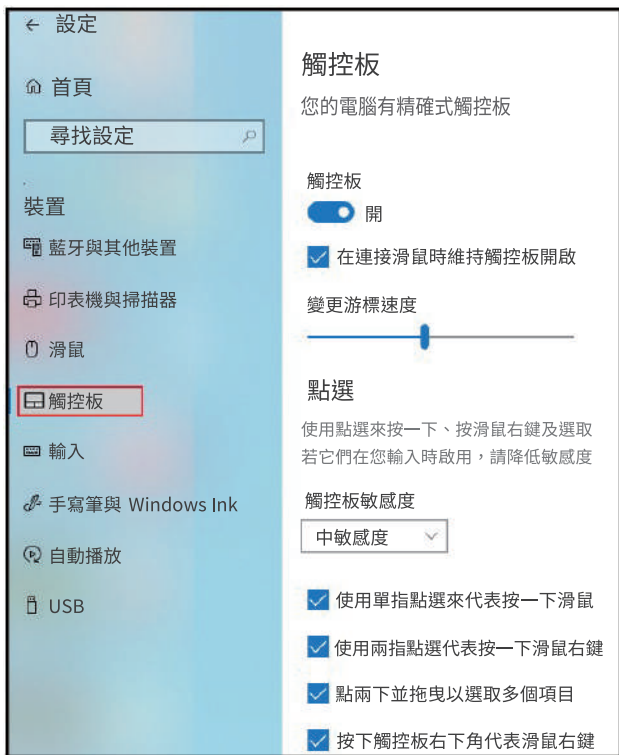 ← 設定
首頁
尋找設定
裝置
藍牙與其他裝置
印表機與掃描器
滑鼠
觸控板
輸入
手寫筆與 Windows Ink
自動播放
USB
觸控板
您的電腦有精確式觸控板
觸控板
開
在連接滑鼠時維持觸控板開啟
變更游標速度
點選
使用點選來按一下、按滑鼠右鍵及選取
若它們在您輸入時啟用，請降低敏感度
觸控板敏感度
中敏感度
使用單指點選來代表按一下滑鼠
使用兩指點選代表按一下滑鼠右鍵
點兩下並拖曳以選取多個項目
按下觸控板右下角代表滑鼠右鍵